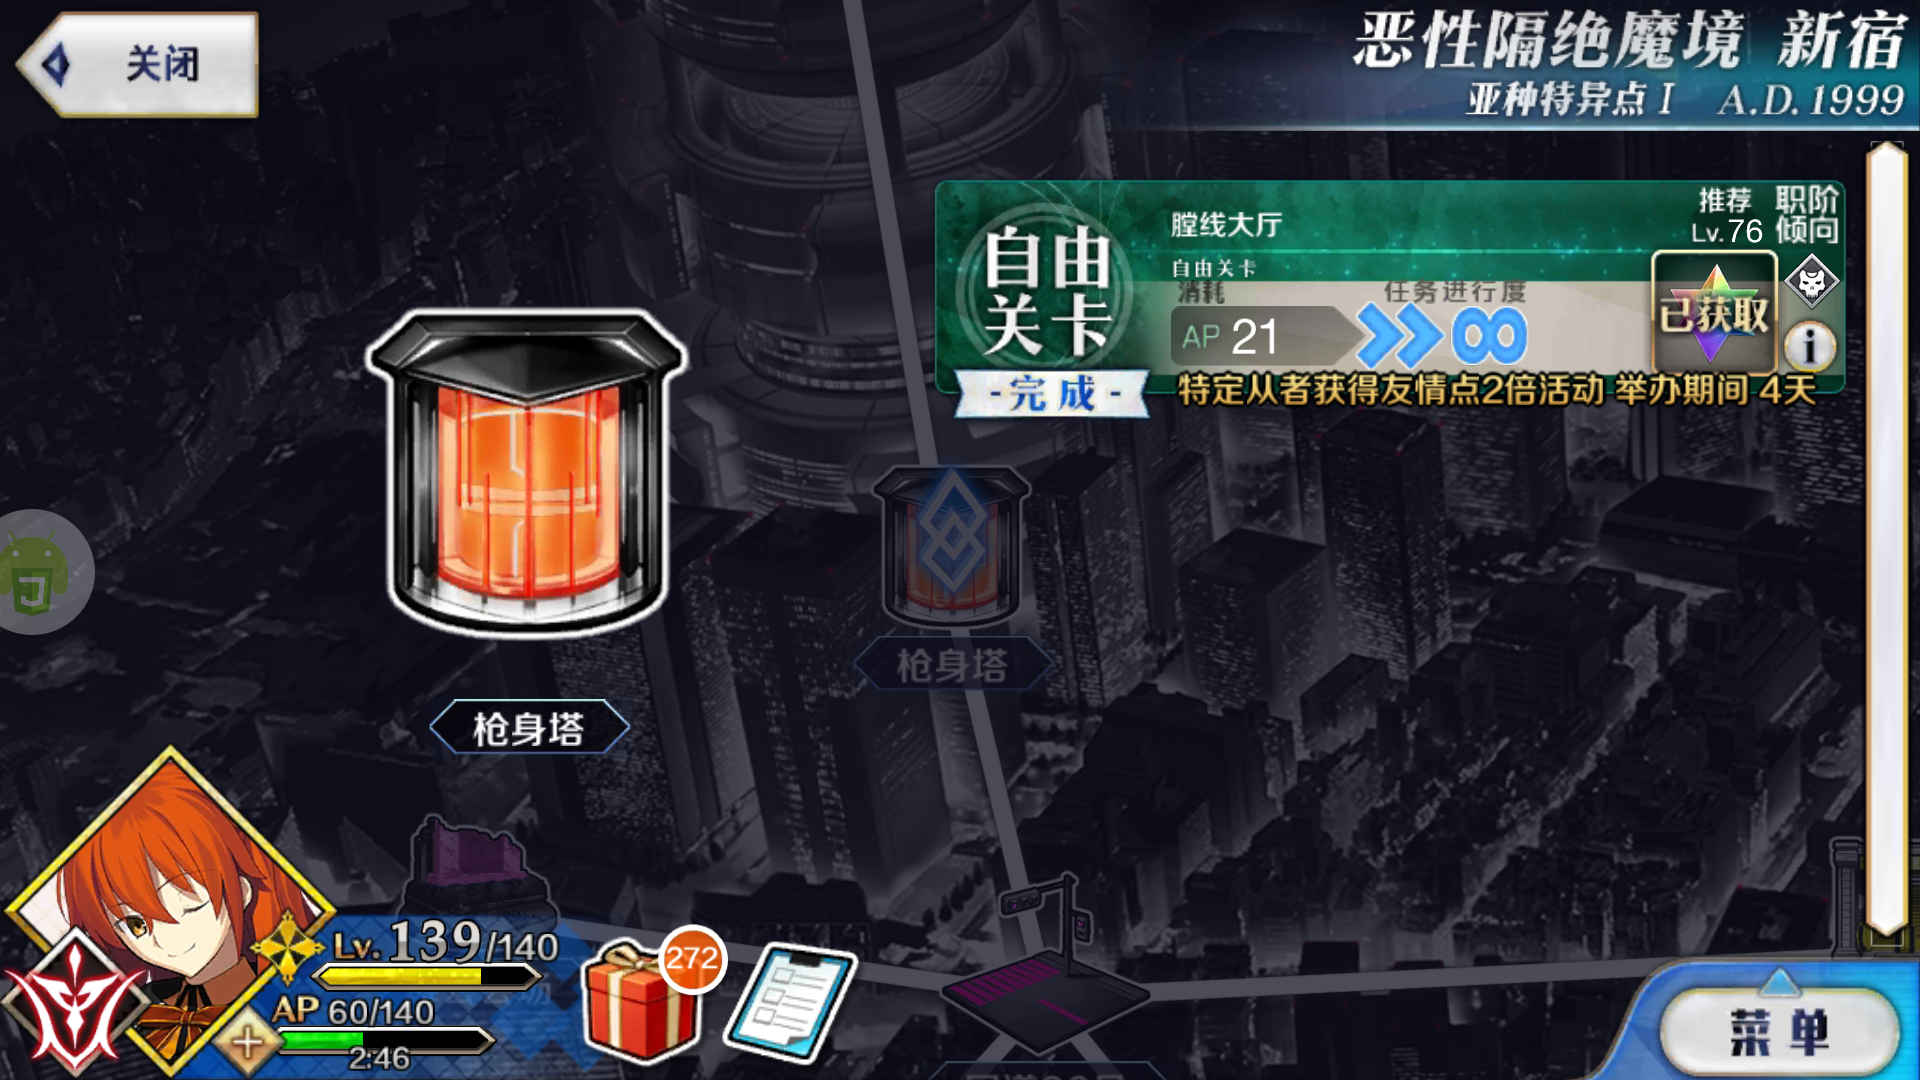 关闭
恶性隔绝魔境 新宿
亚种特异点I A.D.1999
自由关卡
膛线大厅
自由关卡
推荐 Lv.76
职阶倾向
消耗 AP 21
任务进行度
已获取
i
-完成-
特定从者获得友情点2倍活动 举办期间 4天
枪身塔
枪身塔
Lv.139/140
AP 60/140
2:46
272
菜单